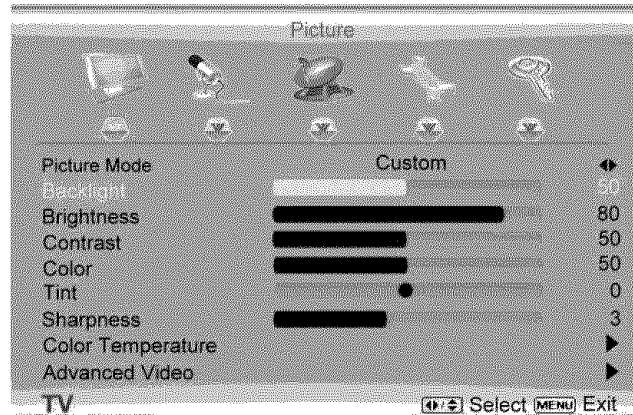 Picture
Picture Mode Custom
Backlight 50
Brightness 80
Contrast 50
Color 50
Tint 0
Sharpness 3
Color Temperature
Advanced Video
TV Select MENU Exit